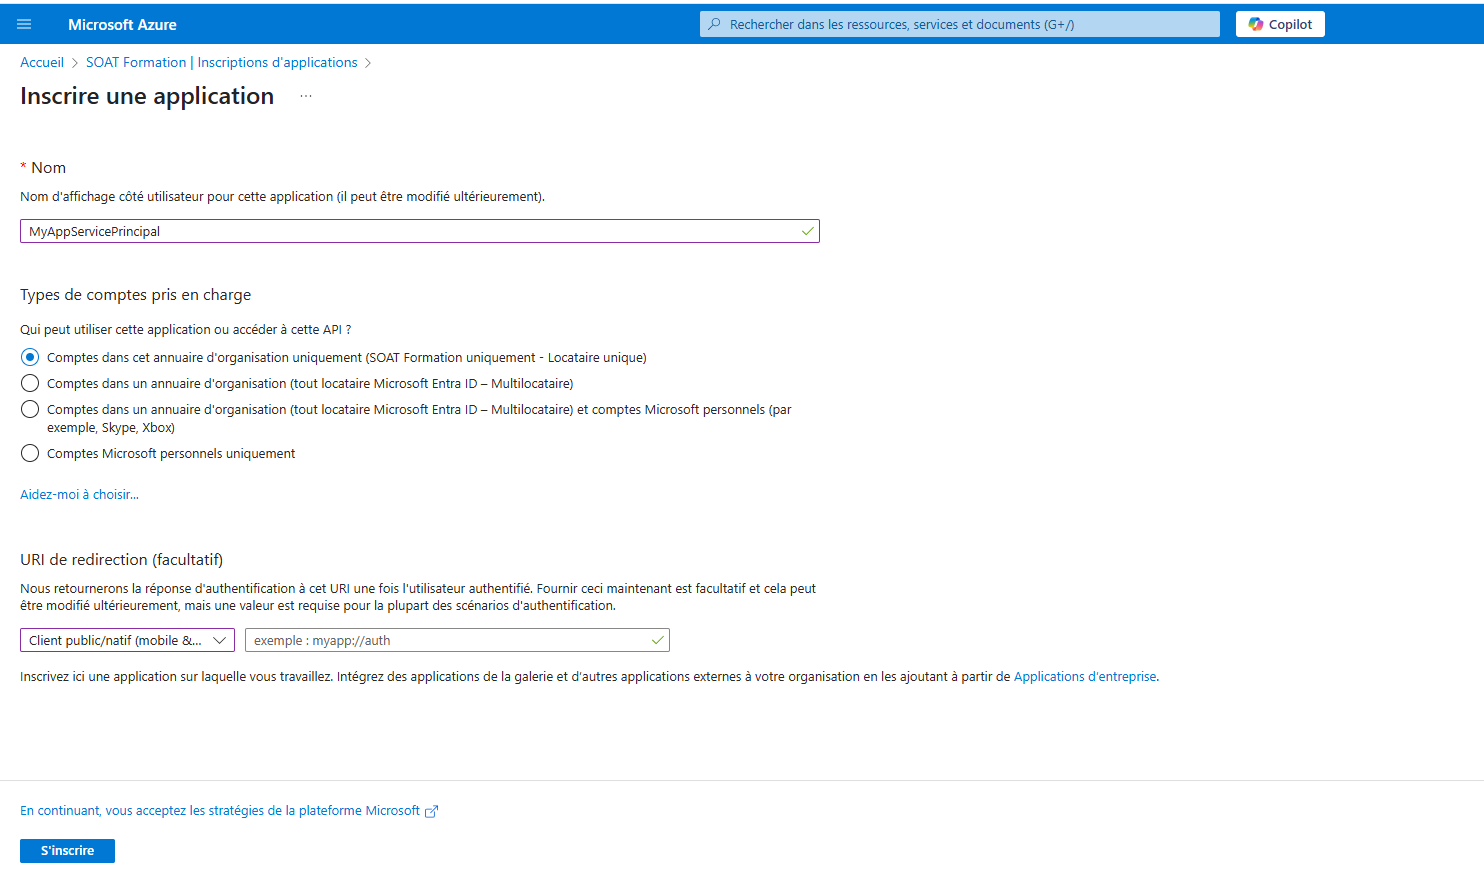 Microsoft Azure
Rechercher dans les ressources, services et documents (G+/)
Copilot
Accueil > SOAT Formation | Inscriptions d'applications >
Inscrire une application ...
* Nom
Nom d'affichage côté utilisateur pour cette application (il peut être modifié ultérieurement).
MyAppServicePrincipal
Types de comptes pris en charge
Qui peut utiliser cette application ou accéder à cette API ?
Comptes dans cet annuaire d'organisation uniquement (SOAT Formation uniquement - Locataire unique)
Comptes dans un annuaire d'organisation (tout locataire Microsoft Entra ID – Multilocataire)
Comptes dans un annuaire d'organisation (tout locataire Microsoft Entra ID – Multilocataire) et comptes Microsoft personnels (par
exemple, Skype, Xbox)
Comptes Microsoft personnels uniquement
Aidez-moi à choisir...
URI de redirection (facultatif)
Nous retournerons la réponse d'authentification à cet URI une fois l'utilisateur authentifié. Fournir ceci maintenant est facultatif et cela peut
être modifié ultérieurement, mais une valeur est requise pour la plupart des scénarios d'authentification.
Client public/natif (mobile &...
exemple : myapp://auth
Inscrivez ici une application sur laquelle vous travaillez. Intégrez des applications de la galerie et d'autres applications externes à votre organisation en les ajoutant à partir de Applications d'entreprise.
En continuant, vous acceptez les stratégies de la plateforme Microsoft
S'inscrire